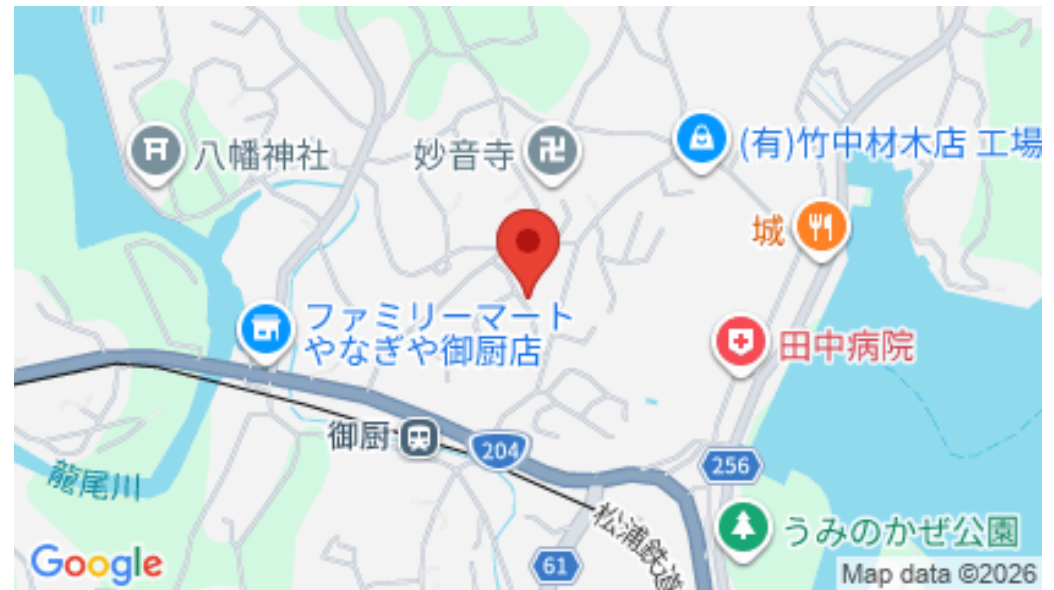 八幡神社
妙音寺
(有)竹中材木店 工場
城
ファミリーマート
やなぎや御厨店
田中病院
御厨
204
256
龍尾川
松浦鉄道
うみのかぜ公園
61
Google
Map data ©2026